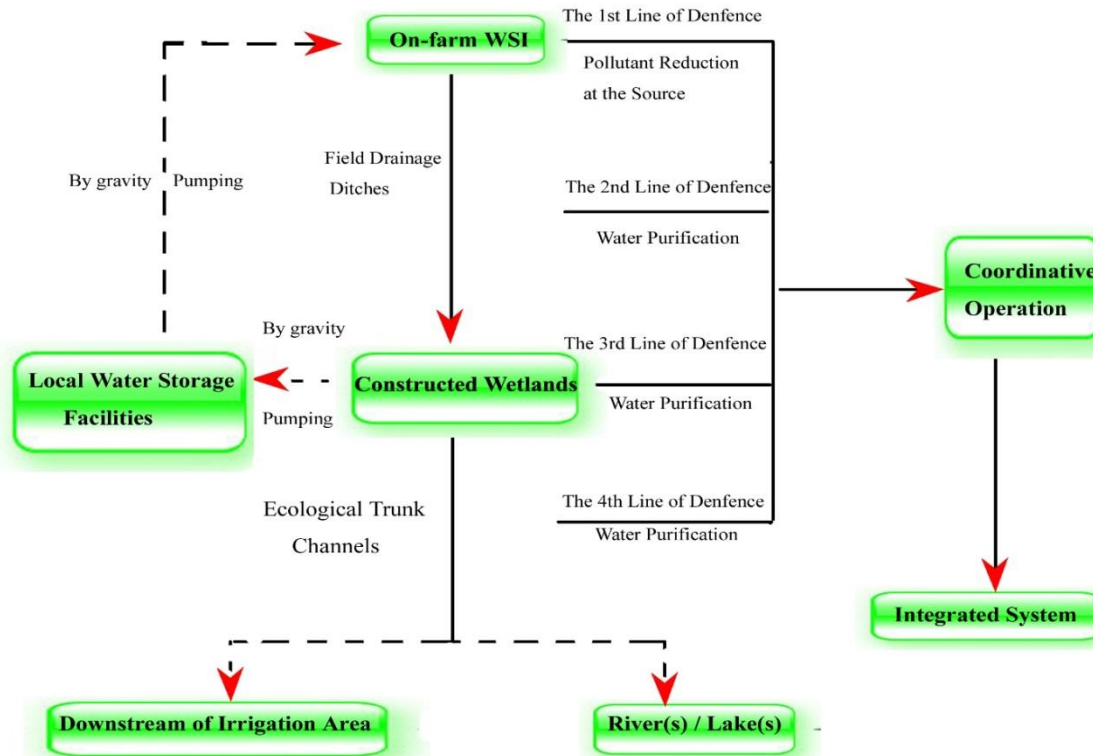 The 1st Line of Denfence
On-farm WSI
Pollutant Reduction
at the Source
Field Drainage
Ditches
By gravity
Pumping
The 2nd Line of Denfence
Water Purification
Coordinative
Operation
By gravity
The 3rd Line of Denfence
Local Water Storage
Facilities
Constructed Wetlands
Pumping
Water Purification
Ecological Trunk
Channels
The 4th Line of Denfence
Water Purification
Integrated System
Downstream of Irrigation Area
River(s) / Lake(s)